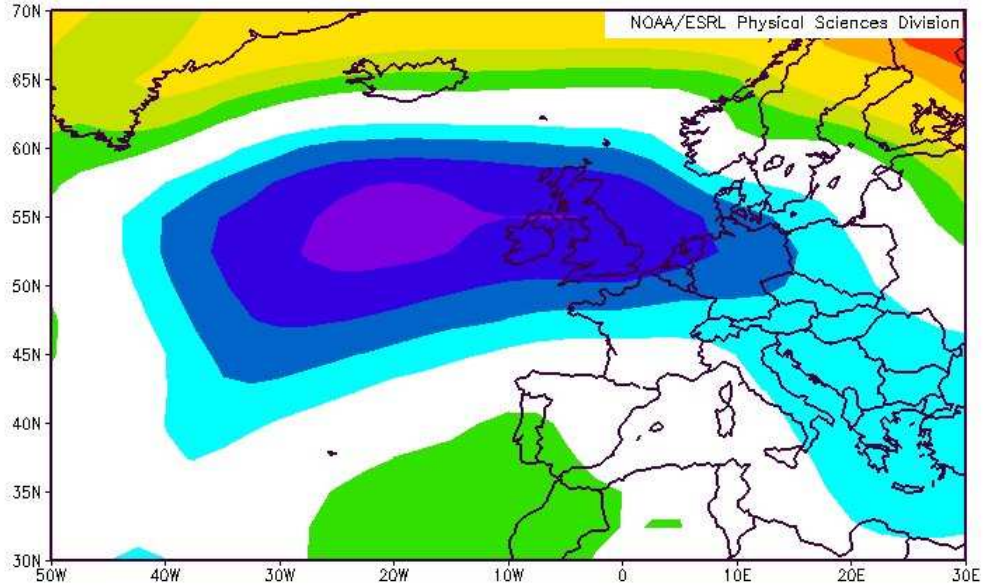 NOAA/ESRL Physical Sciences Division
70N
65N
60N
55N
50N
45N
40N
35N
30N
50W 40W 30W 20W 10W 0 10E 20E 30E